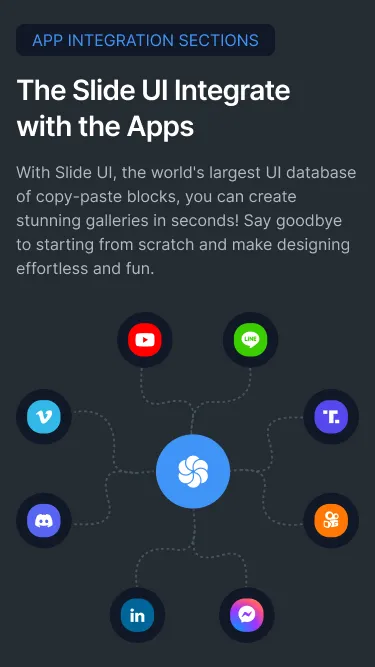 APP INTEGRATION SECTIONS
The Slide UI Integrate
with the Apps
With Slide UI, the world's largest UI database
of copy-paste blocks, you can create
stunning galleries in seconds! Say goodbye
to starting from scratch and make designing
effortless and fun.
LINE
in